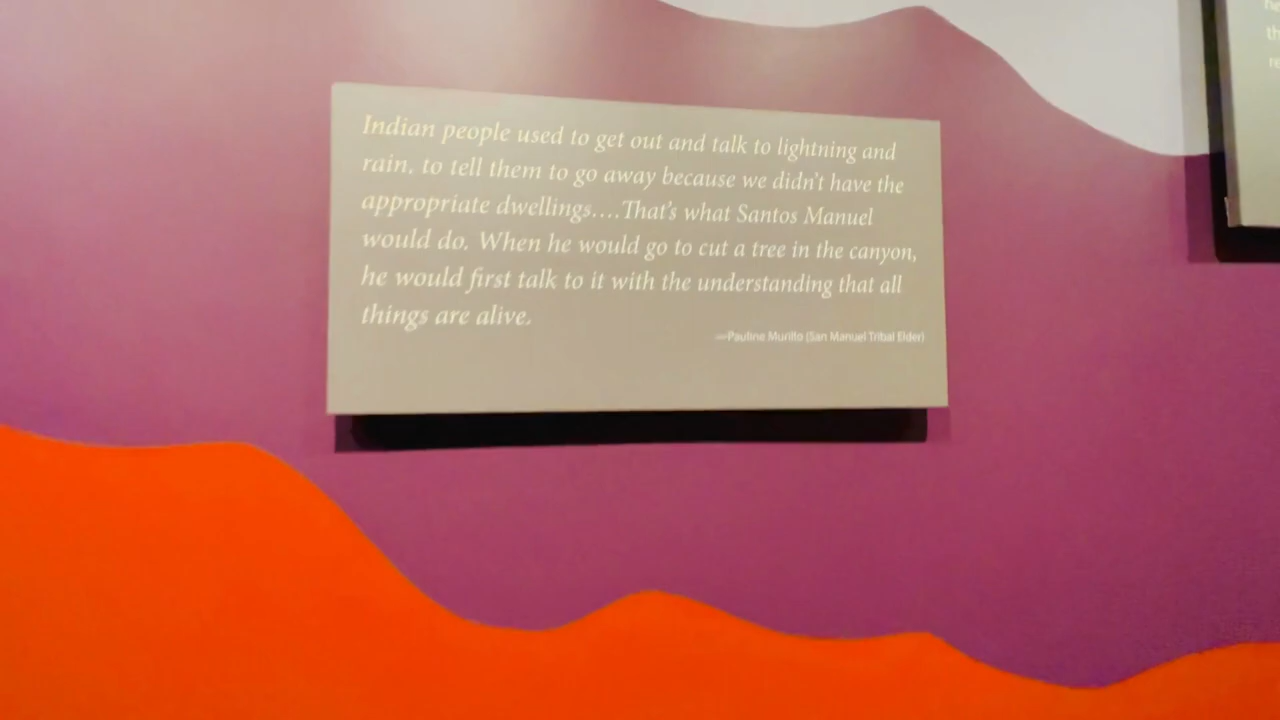 Indian people used to get out and talk to lightning and
rain, to tell them to go away because we didn't have the
appropriate dwellings....That's what Santos Manuel
would do. When he would go to cut a tree in the canyon,
he would first talk to it with the understanding that all
things are alive.
—Pauline Murillo (San Manuel Tribal Elder)
he
th
re